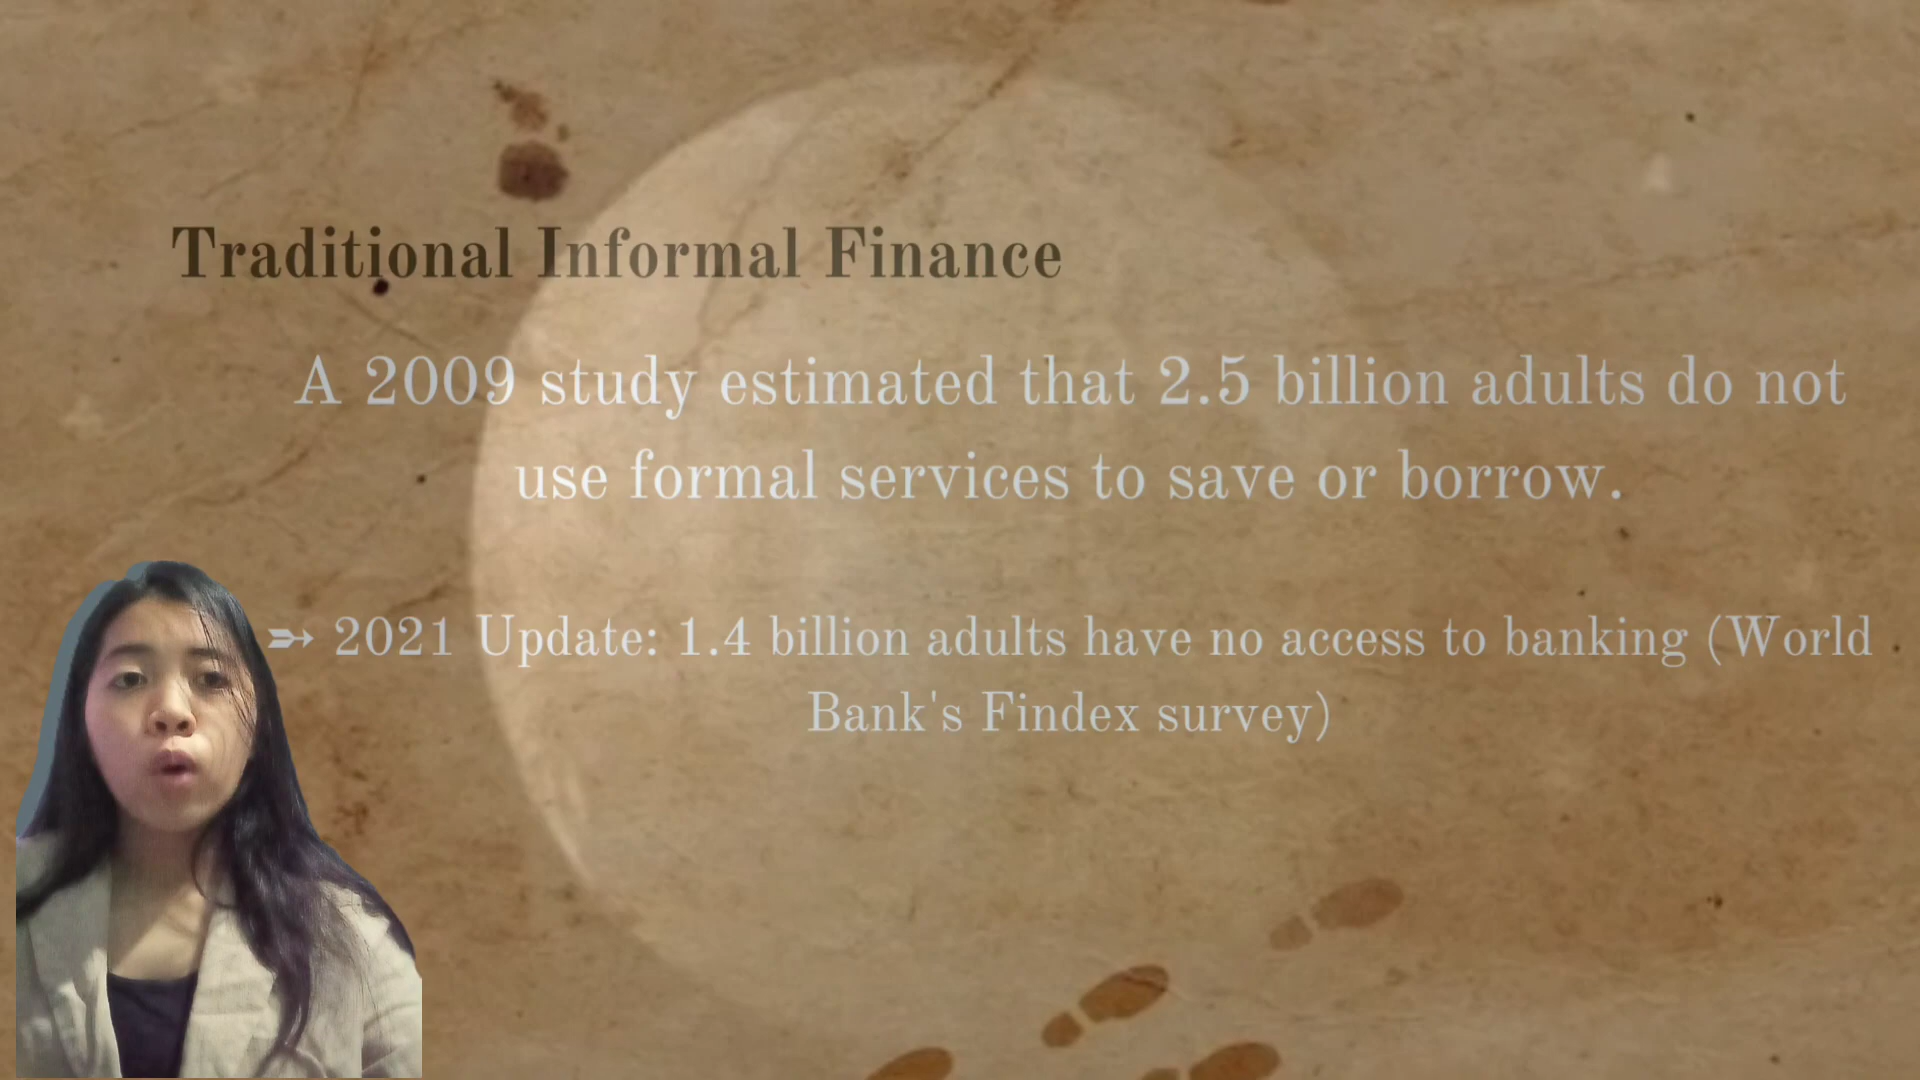 Traditional Informal Finance
A 2009 study estimated that 2.5 billion adults do not
use formal services to save or borrow.
➳ 2021 Update: 1.4 billion adults have no access to banking (World
Bank's Findex survey)